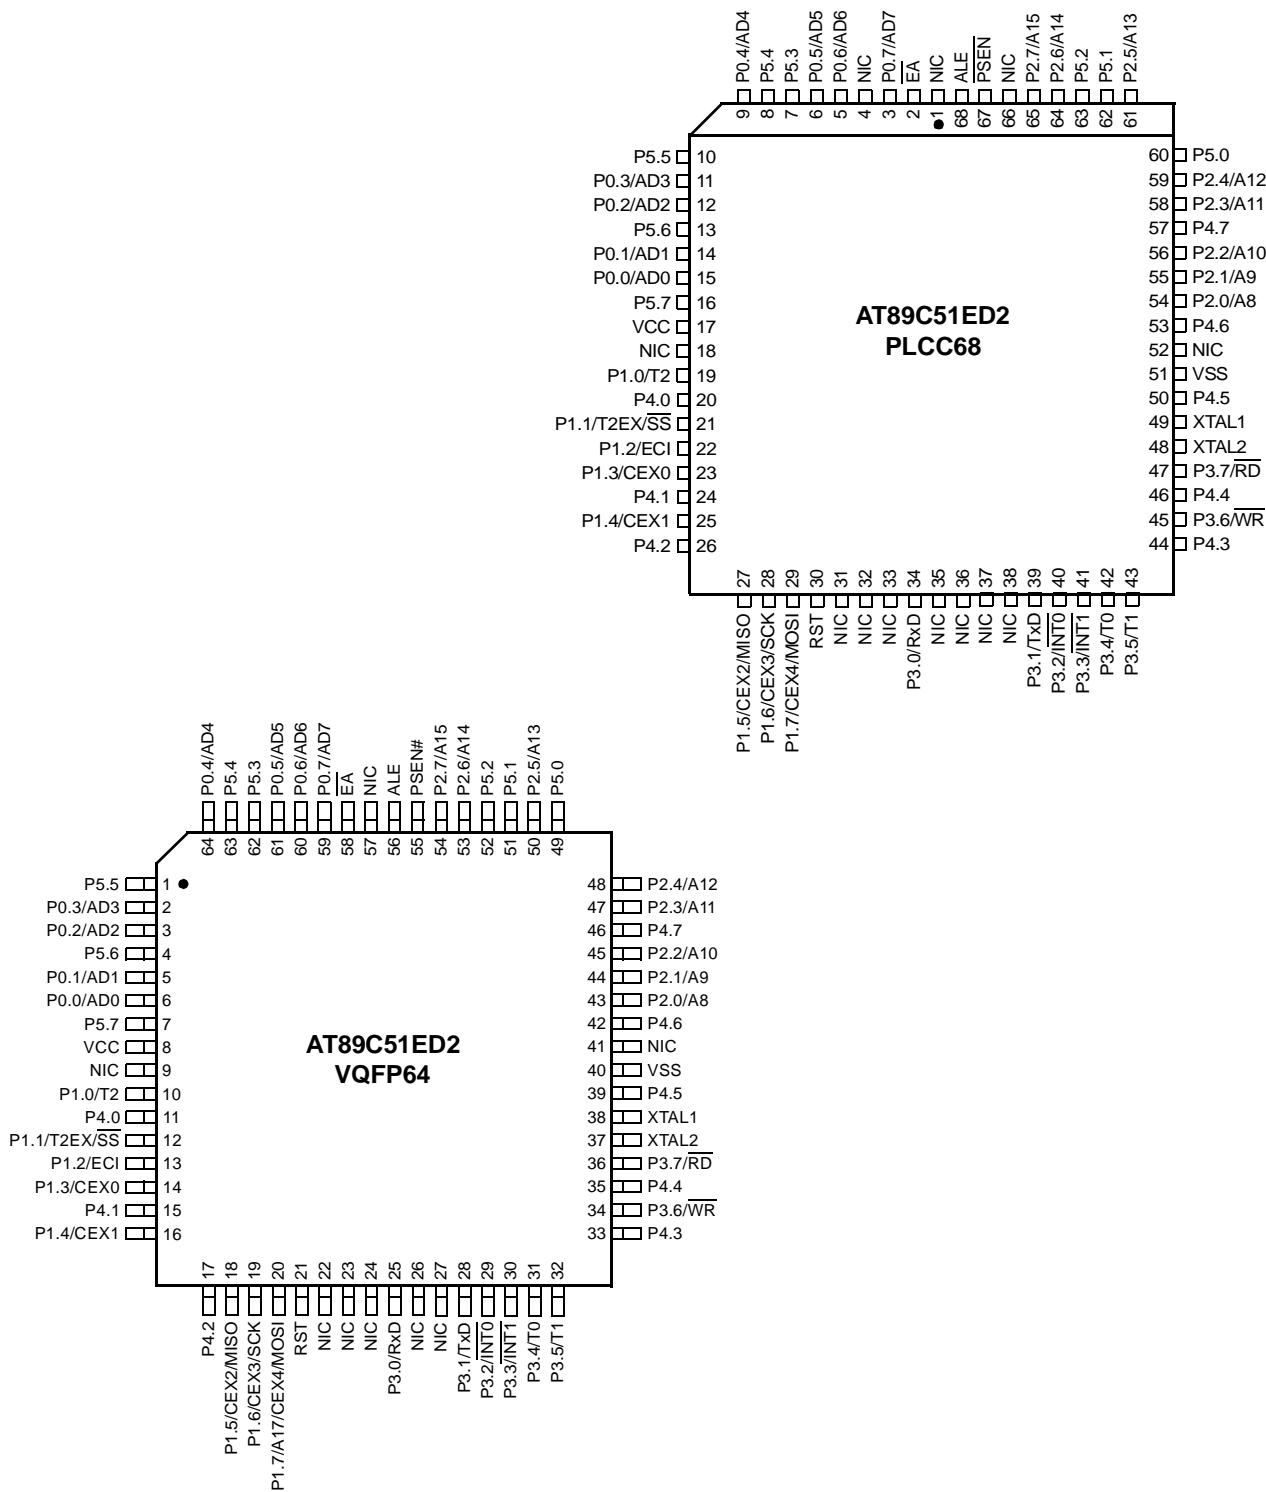 P0.4/AD4
P5.4
P5.3
P0.5/AD5
P0.6/AD6
NIC
P0.7/AD7
EA
NIC
ALE
PSEN
NIC
P2.7/A15
P2.6/A14
P5.2
P5.1
P2.5/A13
9
8
7
6
5
4
3
2
1
68
67
66
65
64
63
62
61
P5.5 10
P0.3/AD3 11
P0.2/AD2 12
P5.6 13
P0.1/AD1 14
P0.0/AD0 15
P5.7 16
VCC 17
NIC 18
P1.0/T2 19
P4.0 20
P1.1/T2EX/SS 21
P1.2/ECI 22
P1.3/CEX0 23
P4.1 24
P1.4/CEX1 25
P4.2 26
AT89C51ED2
PLCC68
60 P5.0
59 P2.4/A12
58 P2.3/A11
57 P4.7
56 P2.2/A10
55 P2.1/A9
54 P2.0/A8
53 P4.6
52 NIC
51 VSS
50 P4.5
49 XTAL1
48 XTAL2
47 P3.7/RD
46 P4.4
45 P3.6/WR
44 P4.3
27
28
29
30
31
32
33
34
35
36
37
38
39
40
41
42
43
P1.5/CEX2/MISO
P1.6/CEX3/SCK
P1.7/CEX4/MOSI
RST
NIC
NIC
NIC
P3.0/RxD
NIC
NIC
NIC
NIC
P3.1/TxD
P3.2/INT0
P3.3/INT1
P3.4/T0
P3.5/T1
P0.4/AD4
P5.4
P5.3
P0.5/AD5
P0.6/AD6
P0.7/AD7
EA
NIC
ALE
PSEN#
P2.7/A15
P2.6/A14
P5.2
P5.1
P2.5/A13
P5.0
64
63
62
61
60
59
58
57
56
55
54
53
52
51
50
49
P5.5 1
P0.3/AD3 2
P0.2/AD2 3
P5.6 4
P0.1/AD1 5
P0.0/AD0 6
P5.7 7
VCC 8
NIC 9
P1.0/T2 10
P4.0 11
P1.1/T2EX/SS 12
P1.2/ECI 13
P1.3/CEX0 14
P4.1 15
P1.4/CEX1 16
AT89C51ED2
VQFP64
48 P2.4/A12
47 P2.3/A11
46 P4.7
45 P2.2/A10
44 P2.1/A9
43 P2.0/A8
42 P4.6
41 NIC
40 VSS
39 P4.5
38 XTAL1
37 XTAL2
36 P3.7/RD
35 P4.4
34 P3.6/WR
33 P4.3
17
18
19
20
21
22
23
24
25
26
27
28
29
30
31
32
P4.2
P1.5/CEX2/MISO
P1.6/CEX3/SCK
P1.7/A17/CEX4/MOSI
RST
NIC
NIC
NIC
P3.0/RxD
NIC
NIC
P3.1/TxD
P3.2/INT0
P3.3/INT1
P3.4/T0
P3.5/T1